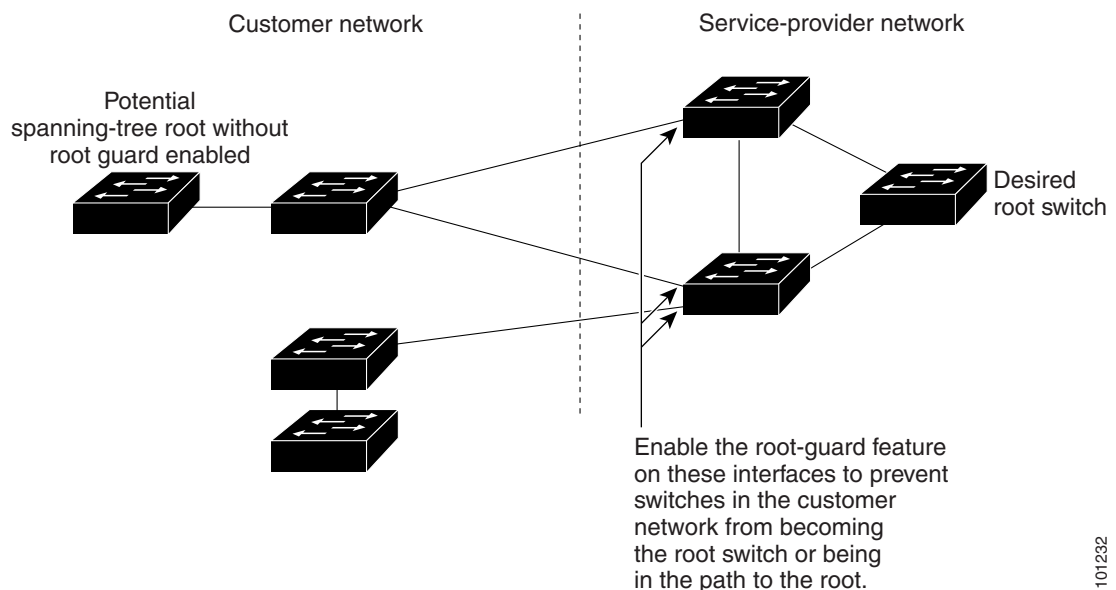 Customer network
Service-provider network
Potential
spanning-tree root without
root guard enabled
Desired
root switch
Enable the root-guard feature
on these interfaces to prevent
switches in the customer
network from becoming
the root switch or being
in the path to the root.
101232